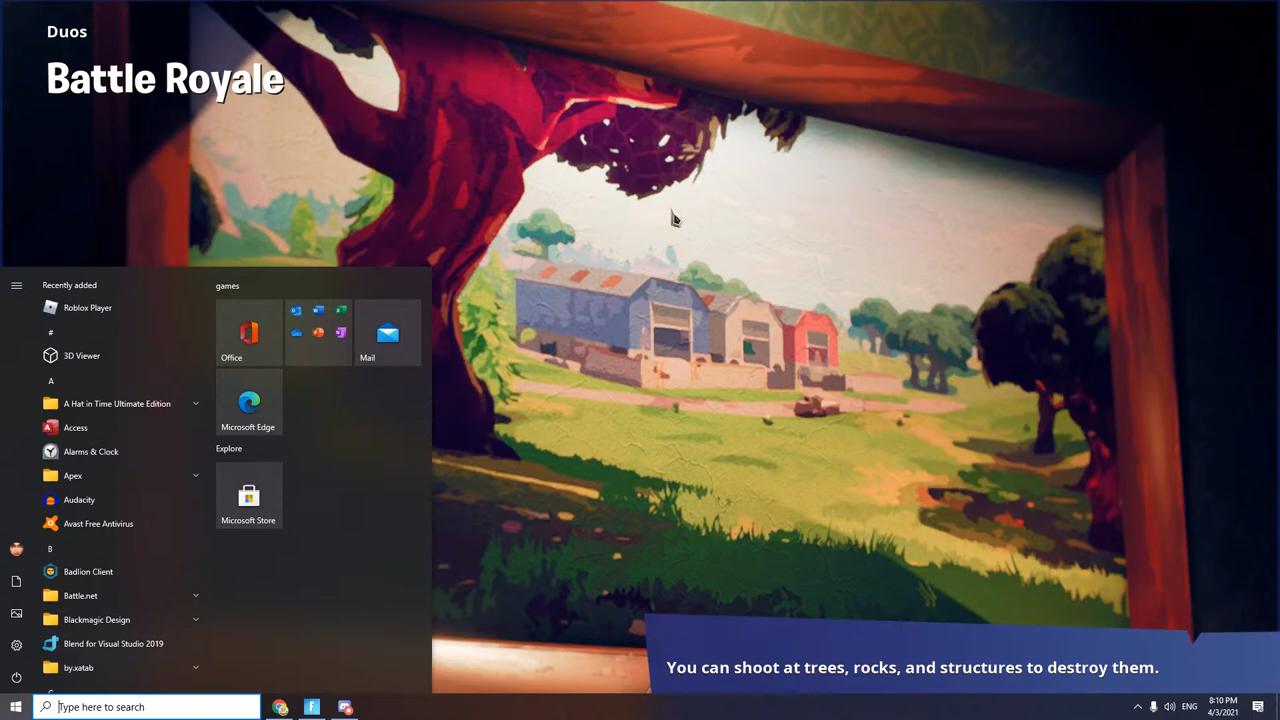 Duos
Battle Royale
Recently added
Roblox Player
#
3D Viewer
A
A Hat in Time Ultimate Edition
Access
Alarms & Clock
Apex
Audacity
Avast Free Antivirus
B
Badlion Client
Battle.net
Blackmagic Design
Blend for Visual Studio 2019
by.xatab
games
Office
Mail
Microsoft Edge
Explore
Microsoft Store
You can shoot at trees, rocks, and structures to destroy them.
Type here to search
ENG
8:10 PM
4/3/2021